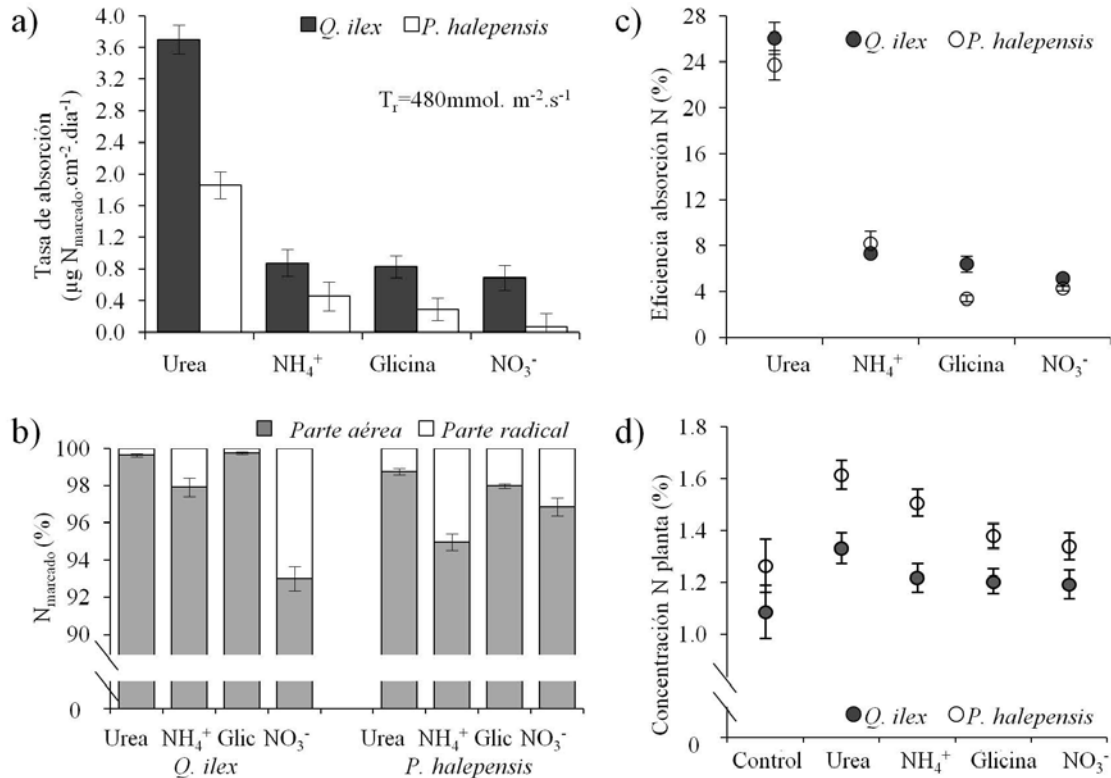 a)
Q. ilex P. halepensis
Tᵣ=480mmol. m⁻².s⁻¹
Tasa de absorción
(µg Nmarcado.cm⁻².dia⁻¹)
4.0
3.6
3.2
2.8
2.4
2.0
1.6
1.2
0.8
0.4
0.0
Urea NH₄⁺ Glicina NO₃⁻
c)
Q. ilex P. halepensis
Eficiencia absorción N (%)
28
24
20
16
12
8
4
0
Urea NH₄⁺ Glicina NO₃⁻
b)
Parte aérea Parte radical
Nmarcado (%)
100
98
96
94
92
90
0
Urea NH₄⁺ Glic NO₃⁻ Urea NH₄⁺ Glic NO₃⁻
Q. ilex P. halepensis
d)
Concentración N planta (%)
1.8
1.6
1.4
1.2
1.0
0
Q. ilex P. halepensis
Control Urea NH₄⁺ Glicina NO₃⁻